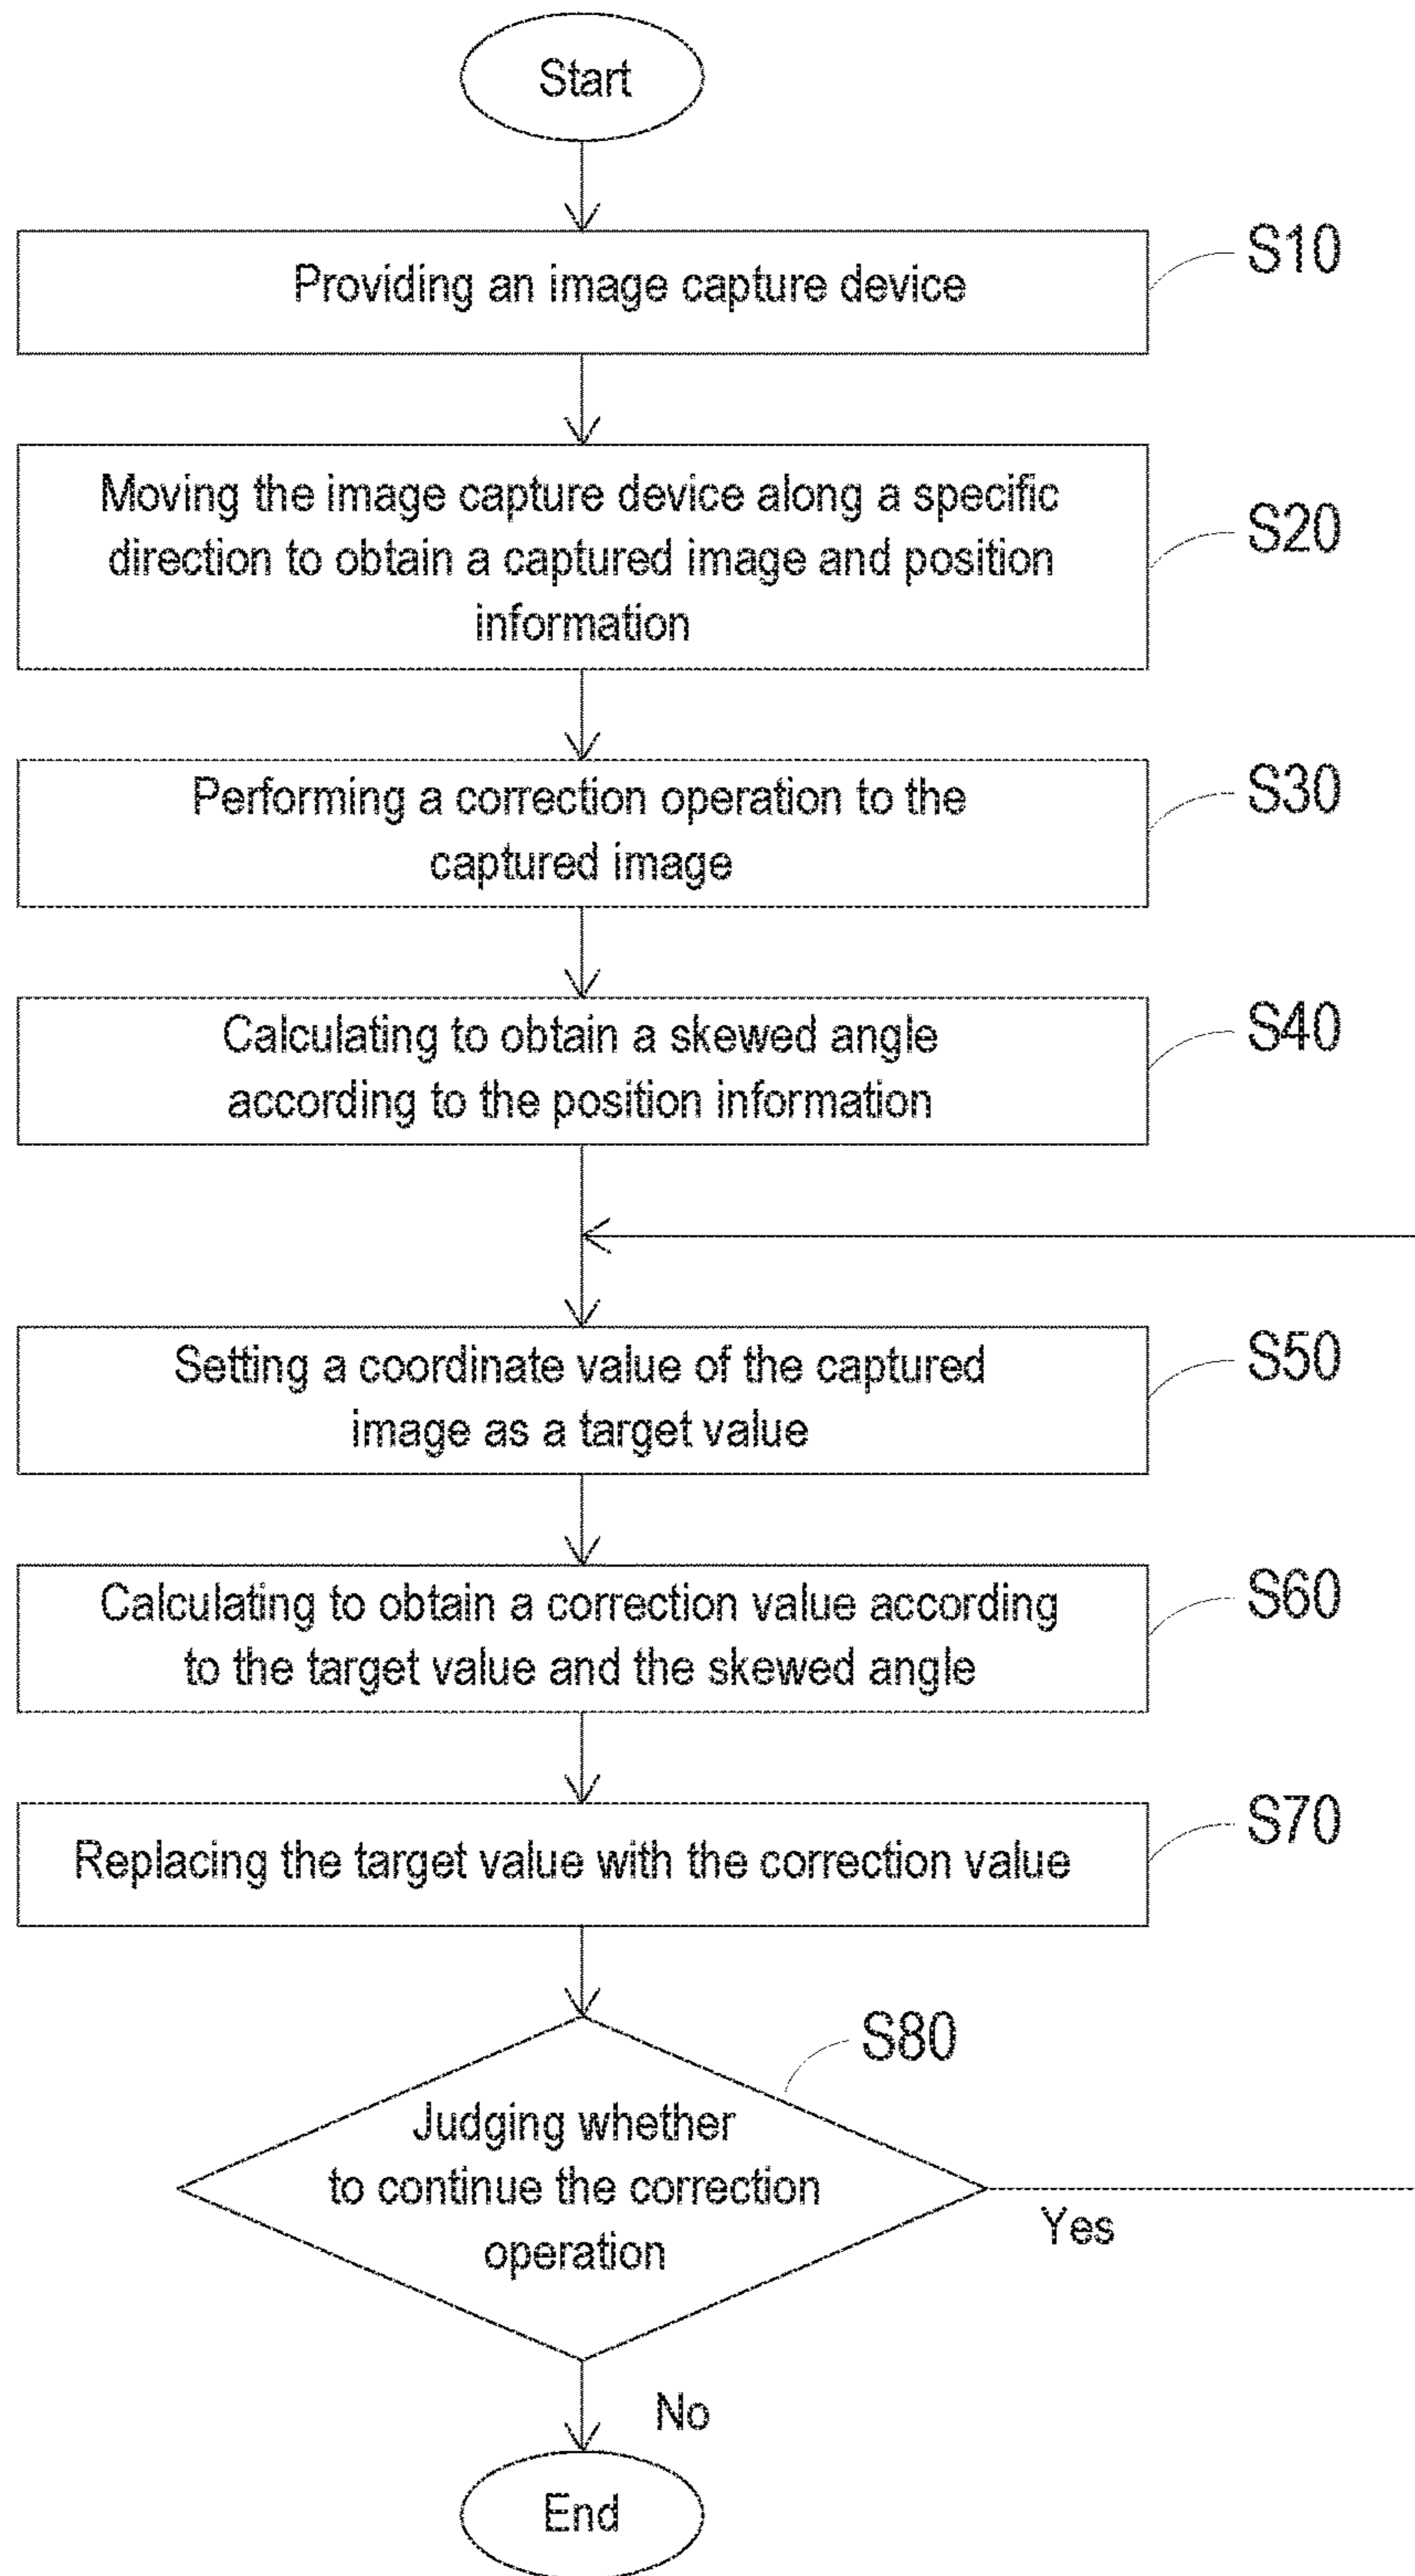 Start
Providing an image capture device
S10
Moving the image capture device along a specific
direction to obtain a captured image and position
information
S20
Performing a correction operation to the
captured image
S30
Calculating to obtain a skewed angle
according to the position information
S40
Setting a coordinate value of the captured
image as a target value
S50
Calculating to obtain a correction value according
to the target value and the skewed angle
S60
Replacing the target value with the correction value
S70
S80
Judging whether
to continue the correction
operation
Yes
No
End